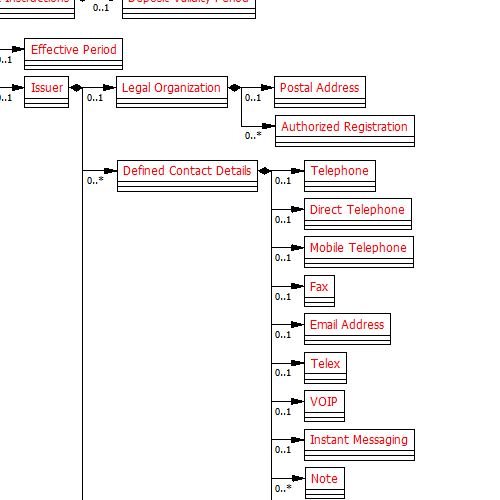 Instructions
Deposit Validity Period
0..1
Effective Period
0..1
Issuer
Legal Organization
Postal Address
0..1
0..1
0..1
Authorized Registration
0..*
Defined Contact Details
Telephone
0..*
0..1
Direct Telephone
0..1
Mobile Telephone
0..1
Fax
0..1
Email Address
0..1
Telex
0..1
VOIP
0..1
Instant Messaging
0..1
Note
0..*